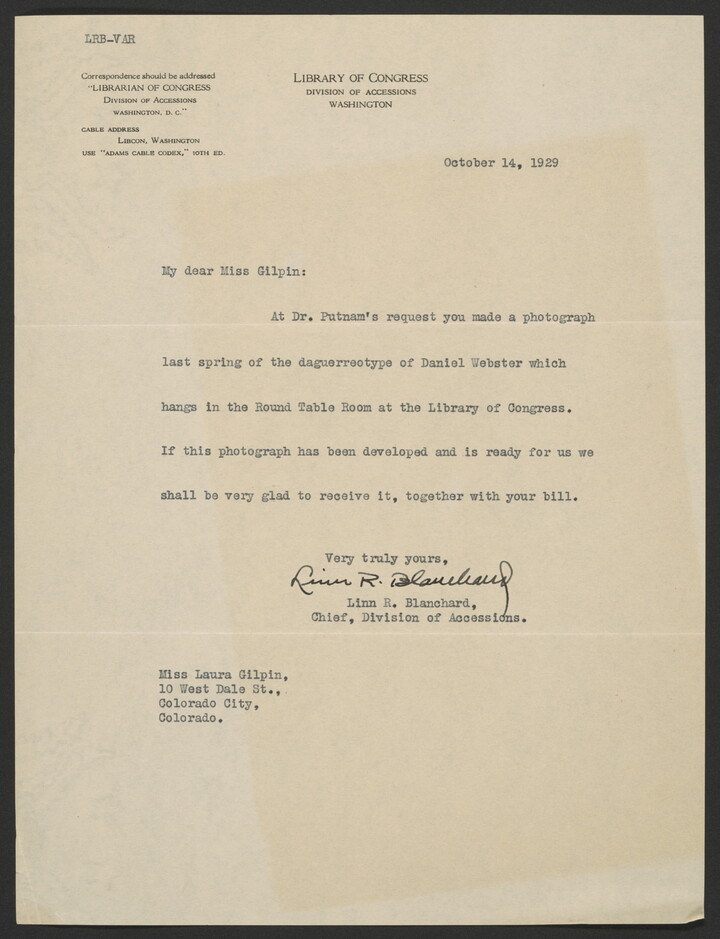 LRB-VAR
Correspondence should be addressed
"LIBRARIAN OF CONGRESS
DIVISION OF ACCESSIONS
WASHINGTON, D. C."
CABLE ADDRESS
LIBCON, WASHINGTON
USE "ADAMS CABLE CODEX," 10TH ED.
LIBRARY OF CONGRESS
DIVISION OF ACCESSIONS
WASHINGTON
October 14, 1929
My dear Miss Gilpin:
At Dr. Putnam's request you made a photograph
last spring of the daguerreotype of Daniel Webster which
hangs in the Round Table Room at the Library of Congress.
If this photograph has been developed and is ready for us we
shall be very glad to receive it, together with your bill.
Very truly yours,
Linn R. Blanchard
Linn R. Blanchard,
Chief, Division of Accessions.
Miss Laura Gilpin,
10 West Dale St.,
Colorado City,
Colorado.